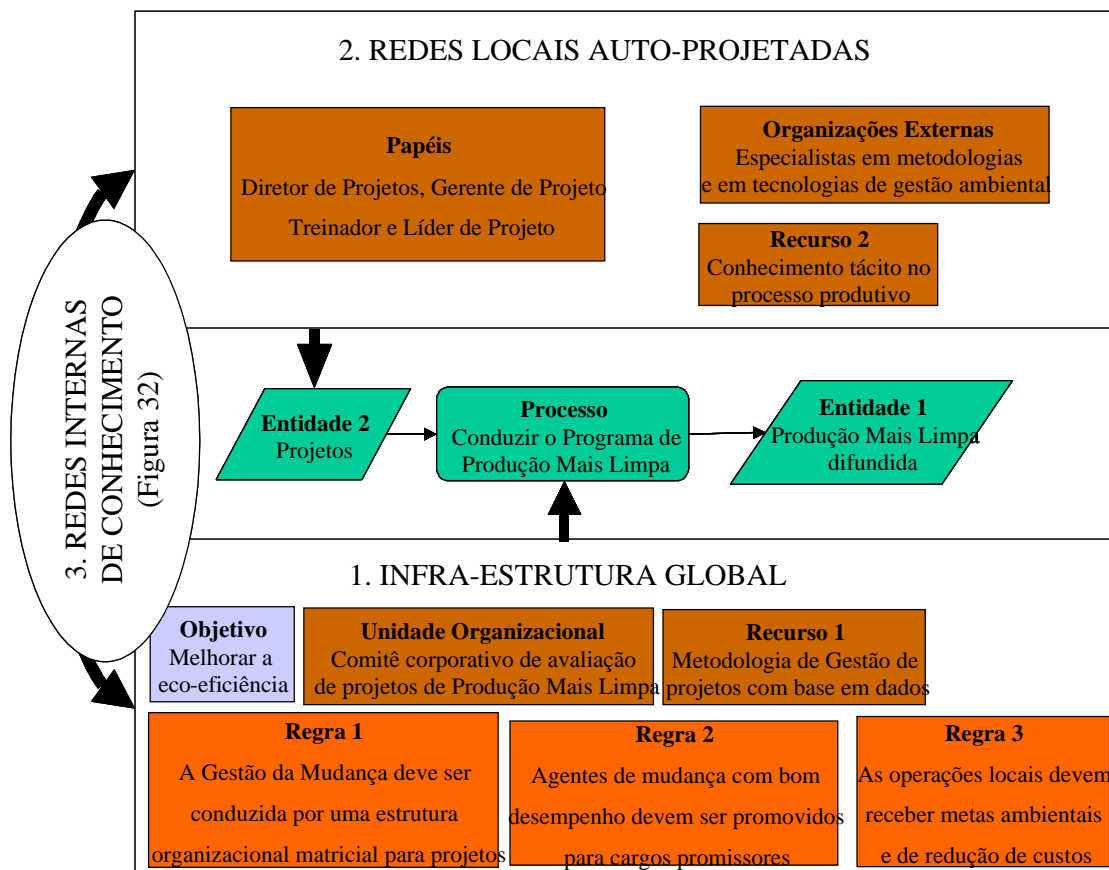 2. REDES LOCAIS AUTO-PROJETADAS
Papéis
Diretor de Projetos, Gerente de Projeto
Treinador e Líder de Projeto
Organizações Externas
Especialistas em metodologias
e em tecnologias de gestão ambiental
Recurso 2
Conhecimento tácito no
processo produtivo
3. REDES INTERNAS
DE CONHECIMENTO
(Figura 32)
Entidade 2
Projetos
Processo
Conduzir o Programa de
Produção Mais Limpa
Entidade 1
Produção Mais Limpa
difundida
1. INFRA-ESTRUTURA GLOBAL
Objetivo
Melhorar a
eco-eficiência
Unidade Organizacional
Comitê corporativo de avaliação
de projetos de Produção Mais Limpa
Recurso 1
Metodologia de Gestão de
projetos com base em dados
Regra 1
A Gestão da Mudança deve ser
conduzida por uma estrutura
organizacional matricial para projetos
Regra 2
Agentes de mudança com bom
desempenho devem ser promovidos
para cargos promissores
Regra 3
As operações locais devem
receber metas ambientais
e de redução de custos